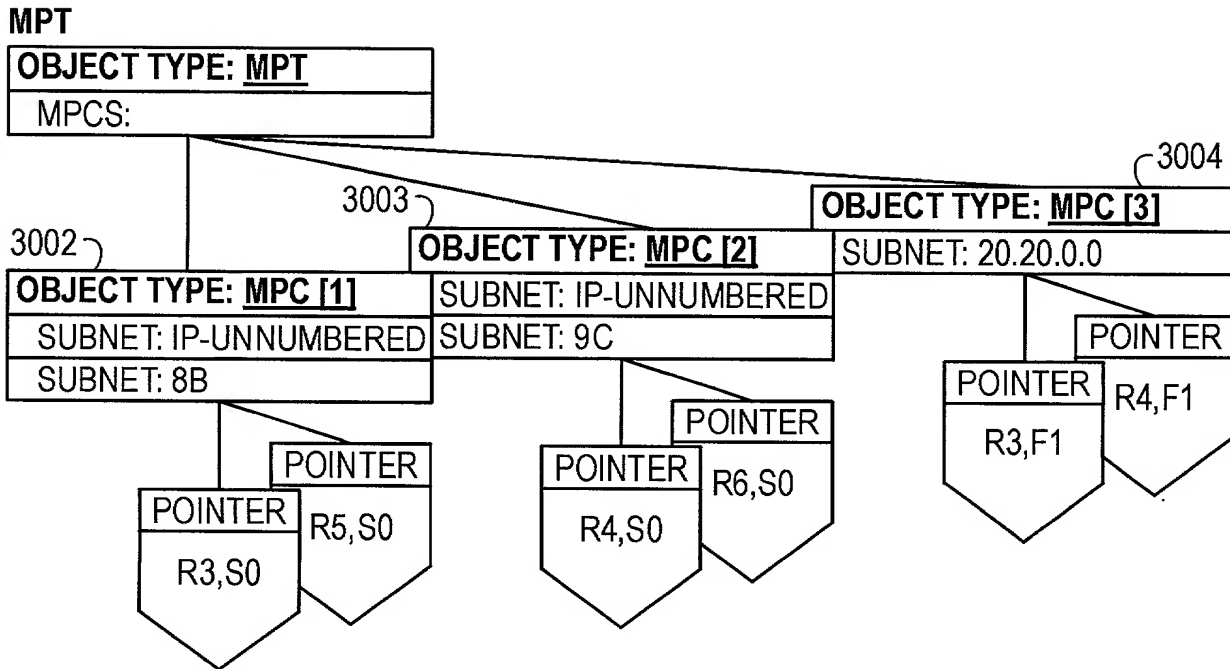 MPT
OBJECT TYPE: MPT
MPCS:
3002
OBJECT TYPE: MPC [1]
SUBNET: IP-UNNUMBERED
SUBNET: 8B
POINTER
R3,S0
POINTER
R5,S0
3003
OBJECT TYPE: MPC [2]
SUBNET: IP-UNNUMBERED
SUBNET: 9C
POINTER
R4,S0
POINTER
R6,S0
3004
OBJECT TYPE: MPC [3]
SUBNET: 20.20.0.0
POINTER
R3,F1
POINTER
R4,F1